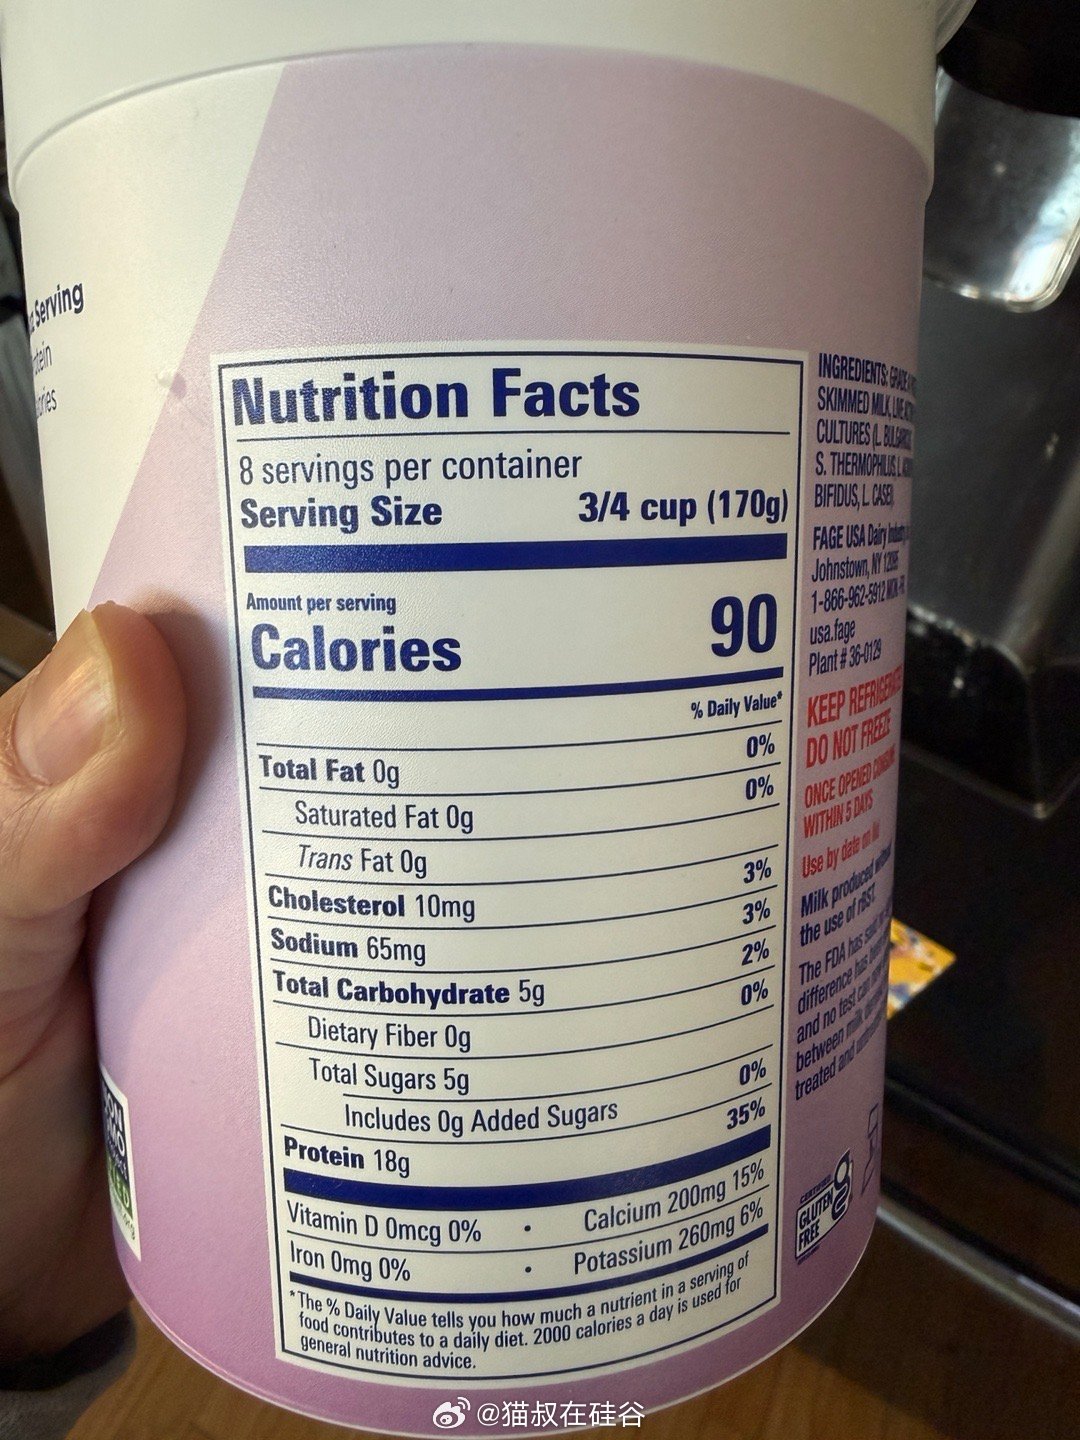 Serving
Nutrition Facts
8 servings per container
Serving Size 3/4 cup (170g)
Amount per serving
Calories 90
% Daily Value*
Total Fat 0g 0%
Saturated Fat 0g 0%
Trans Fat 0g
Cholesterol 10mg 3%
Sodium 65mg 3%
Total Carbohydrate 5g 2%
Dietary Fiber 0g 0%
Total Sugars 5g
Includes 0g Added Sugars 0%
Protein 18g 35%
Vitamin D 0mcg 0% • Calcium 200mg 15%
Iron 0mg 0% • Potassium 260mg 6%
*The % Daily Value tells you how much a nutrient in a serving of
food contributes to a daily diet. 2000 calories a day is used for
general nutrition advice.
INGREDIENTS: GRADE
SKIMMED MILK,
CULTURES (L.
S. THERMOPHILUS, L.
BIFIDUS, L. CASEI)
FAGE USA Dairy
Johnstown, NY 12095
1-866-962-5912
usa.fage
Plant # 36-0129
KEEP
DO NOT FREEZE
ONCE OPENED
WITHIN 5 DAYS
Use by date on
Milk produced
the use of rBST.
The FDA has
difference has
and no test can
between milk
treated and
GLUTEN
FREE
@猫叔在硅谷